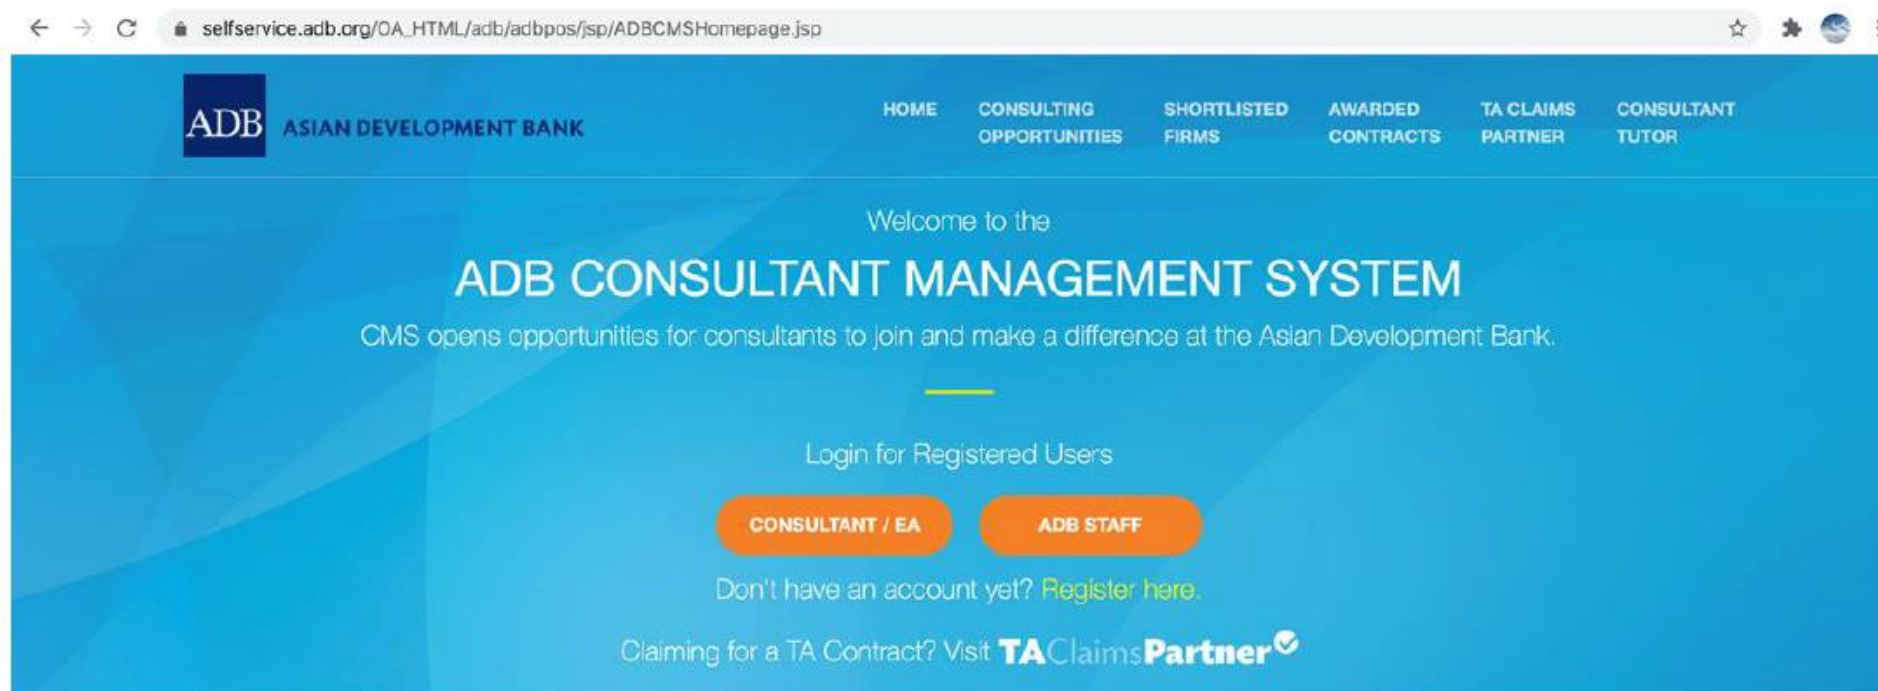 selfservice.adb.org/OA_HTML/adb/adbpos/jsp/ADBCMSHomepage.jsp
ADB ASIAN DEVELOPMENT BANK
HOME
CONSULTING
OPPORTUNITIES
SHORTLISTED
FIRMS
AWARDED
CONTRACTS
TA CLAIMS
PARTNER
CONSULTANT
TUTOR
Welcome to the
ADB CONSULTANT MANAGEMENT SYSTEM
CMS opens opportunities for consultants to join and make a difference at the Asian Development Bank.
Login for Registered Users
CONSULTANT / EA
ADB STAFF
Don't have an account yet? Register here.
Claiming for a TA Contract? Visit TAClaimsPartner